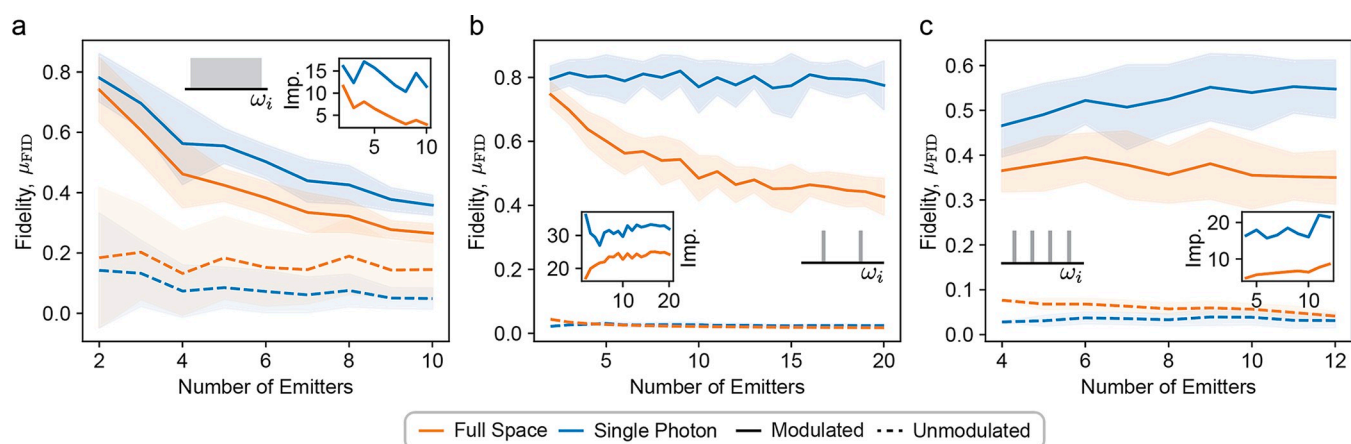 a
Fidelity, μFID
0.8
0.6
0.4
0.2
0.0
2
4
6
8
10
Number of Emitters
ωi
Imp.
15
10
5
5
10
b
Fidelity, μFID
0.8
0.6
0.4
0.2
0.0
5
10
15
20
Number of Emitters
30
20
10
20
Imp.
ωi
c
Fidelity, μFID
0.6
0.5
0.4
0.3
0.2
0.1
0.0
4
6
8
10
12
Number of Emitters
ωi
Imp.
20
10
5
10
Full Space
Single Photon
Modulated
Unmodulated